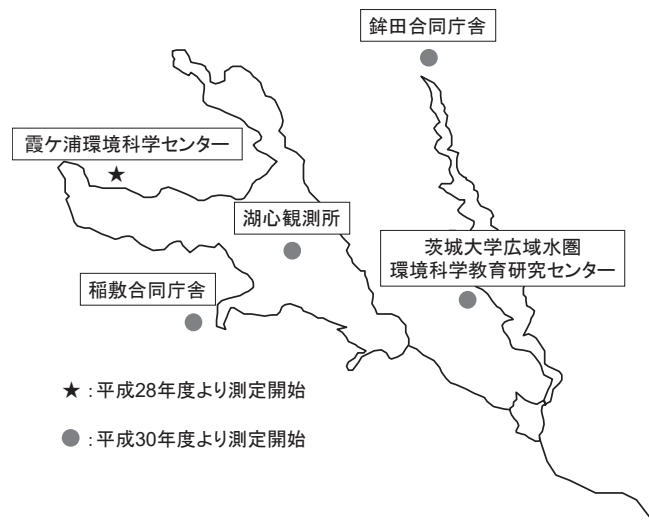 鉾田合同庁舎
霞ケ浦環境科学センター
湖心観測所
茨城大学広域水圏
環境科学教育研究センター
稲敷合同庁舎
★ :平成28年度より測定開始
● :平成30年度より測定開始